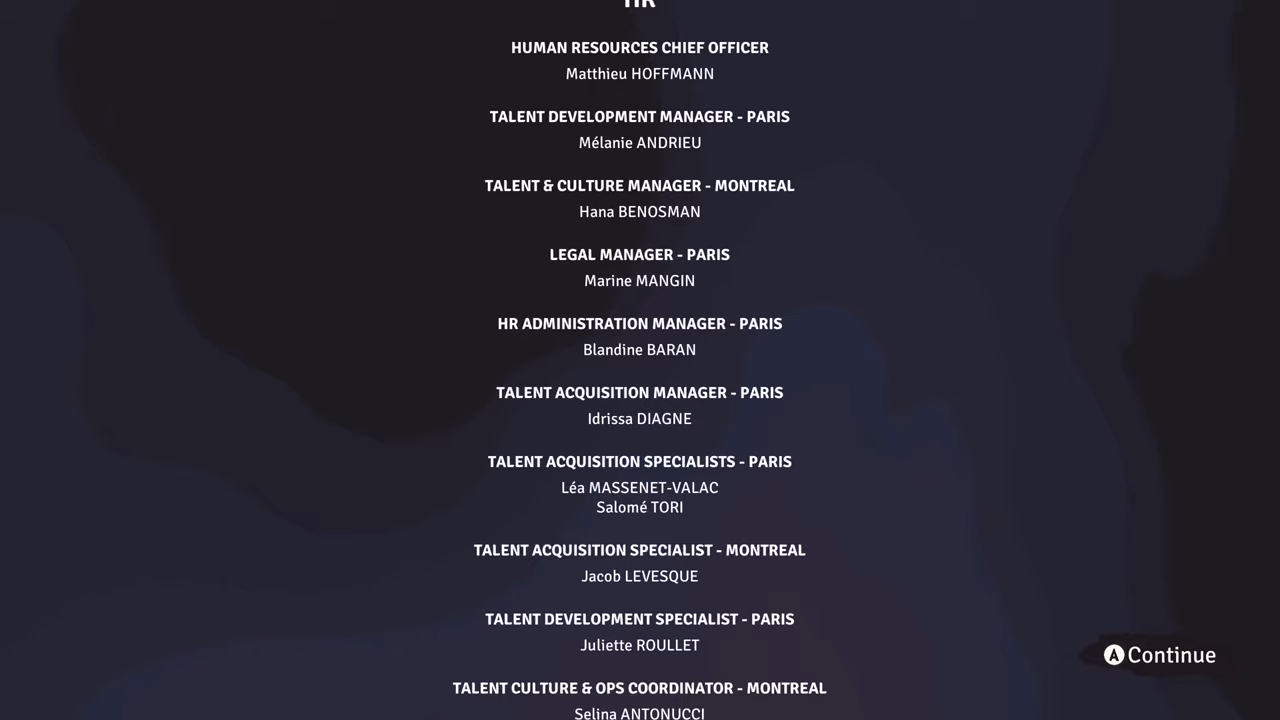 HR
HUMAN RESOURCES CHIEF OFFICER
Matthieu HOFFMANN
TALENT DEVELOPMENT MANAGER - PARIS
Mélanie ANDRIEU
TALENT & CULTURE MANAGER - MONTREAL
Hana BENOSMAN
LEGAL MANAGER - PARIS
Marine MANGIN
HR ADMINISTRATION MANAGER - PARIS
Blandine BARAN
TALENT ACQUISITION MANAGER - PARIS
Idrissa DIAGNE
TALENT ACQUISITION SPECIALISTS - PARIS
Léa MASSENET-VALAC
Salomé TORI
TALENT ACQUISITION SPECIALIST - MONTREAL
Jacob LEVESQUE
TALENT DEVELOPMENT SPECIALIST - PARIS
Juliette ROULLET
A Continue
TALENT CULTURE & OPS COORDINATOR - MONTREAL
Selina ANTONUCCI